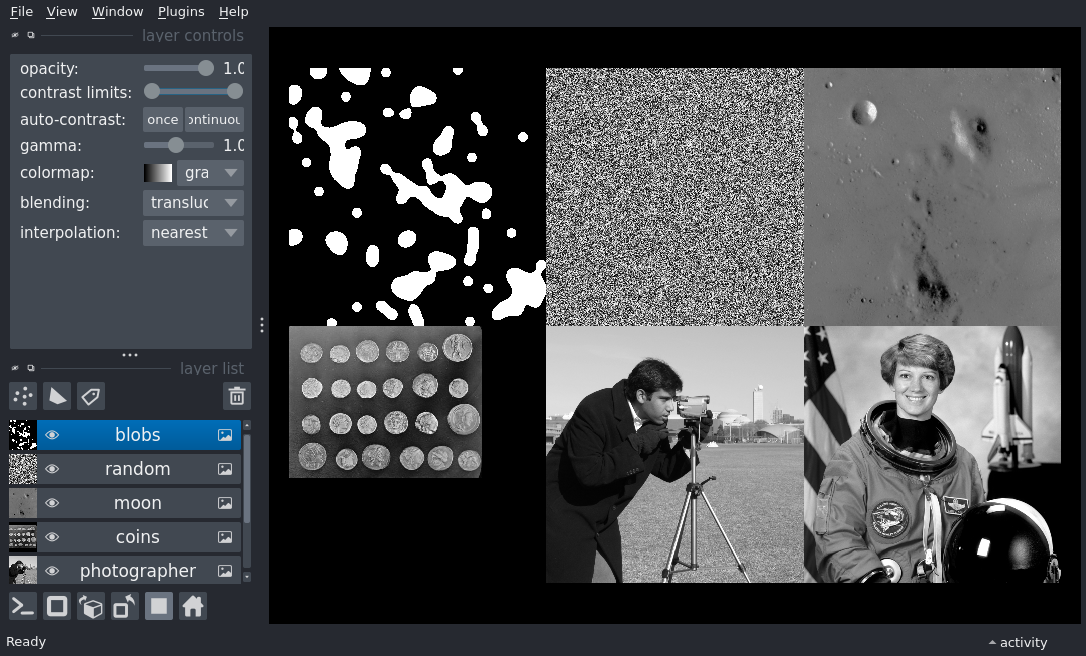 File View Window Plugins Help
layer controls
opacity: 1.0
contrast limits:
auto-contrast: once ontinuou
gamma: 1.0
colormap: gra
blending: transluc
interpolation: nearest
layer list
blobs
random
moon
coins
photographer
Ready
activity